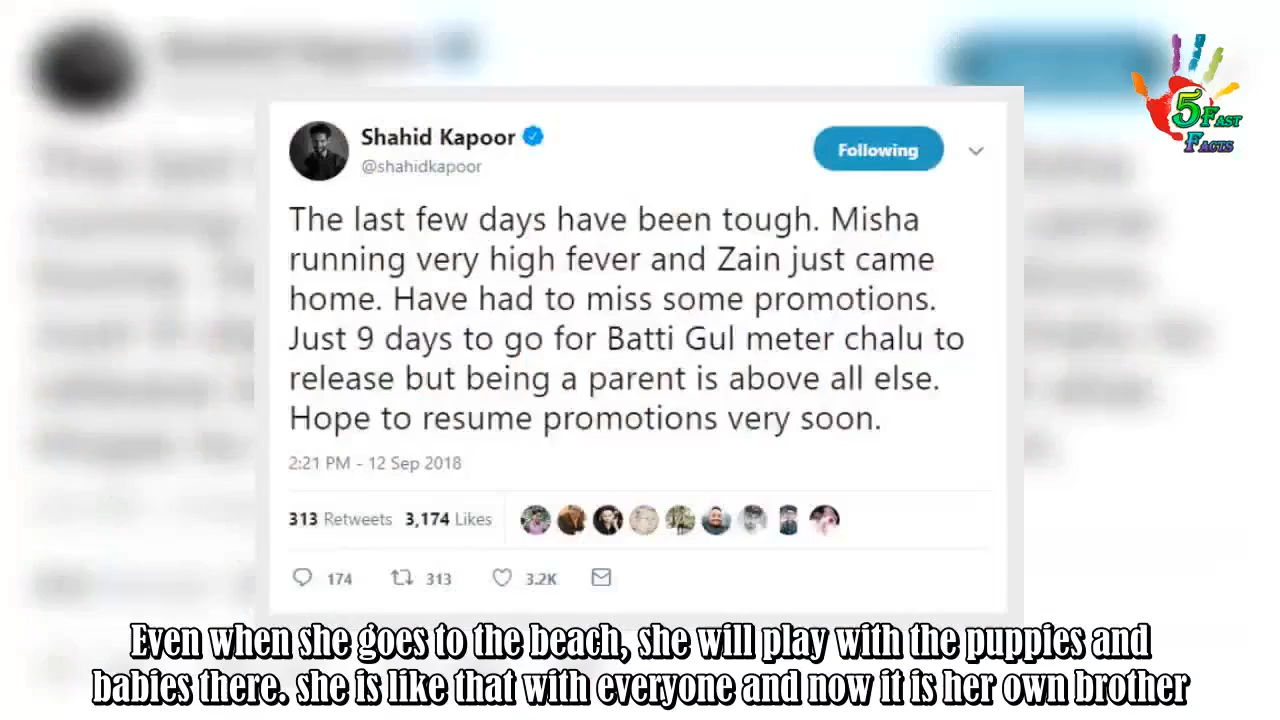 5 Fast
Facts
Shahid Kapoor
@shahidkapoor
Following
The last few days have been tough. Misha
running very high fever and Zain just came
home. Have had to miss some promotions.
Just 9 days to go for Batti Gul meter chalu to
release but being a parent is above all else.
Hope to resume promotions very soon.
2:21 PM - 12 Sep 2018
313 Retweets 3,174 Likes
174 313 3.2K
Even when she goes to the beach, she will play with the puppies and
babies there. she is like that with everyone and now it is her own brother